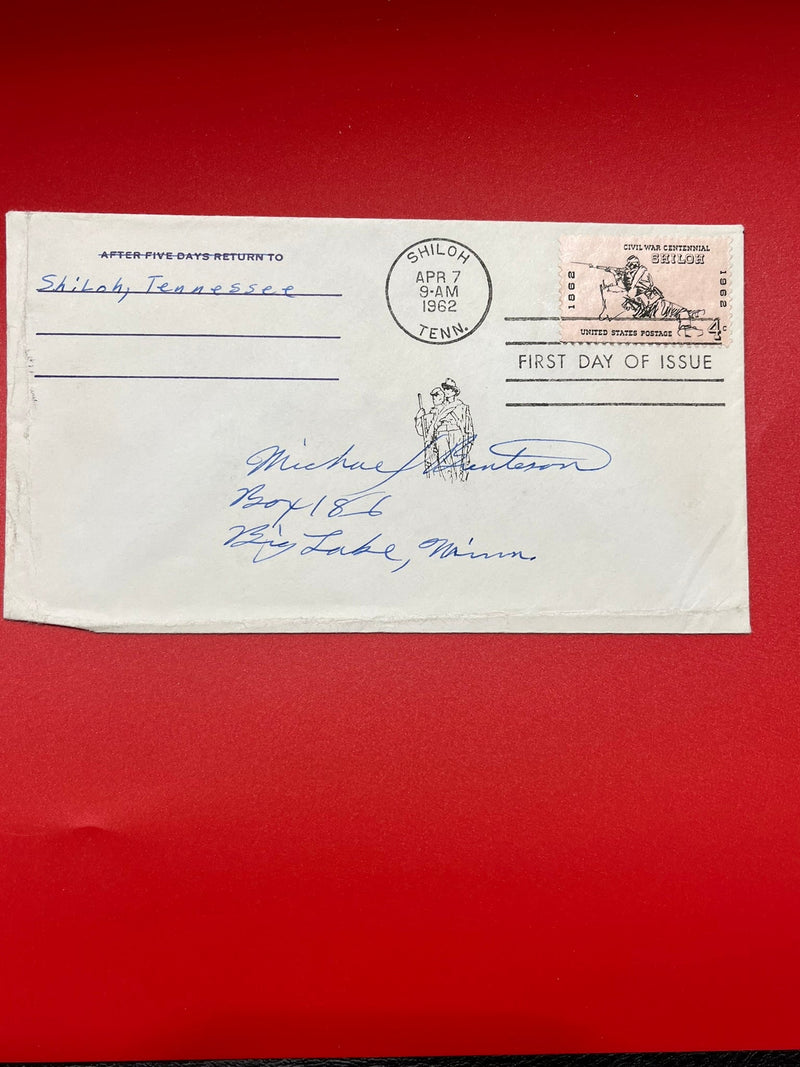 AFTER FIVE DAYS RETURN TO
Shiloh, Tennessee
SHILOH
APR 7
9-AM
1962
TENN.
CIVIL WAR CENTENNIAL
SHILOH
1862
1962
UNITED STATES POSTAGE
4c
FIRST DAY OF ISSUE
Michael
Box 186
Big Lake, Minn.